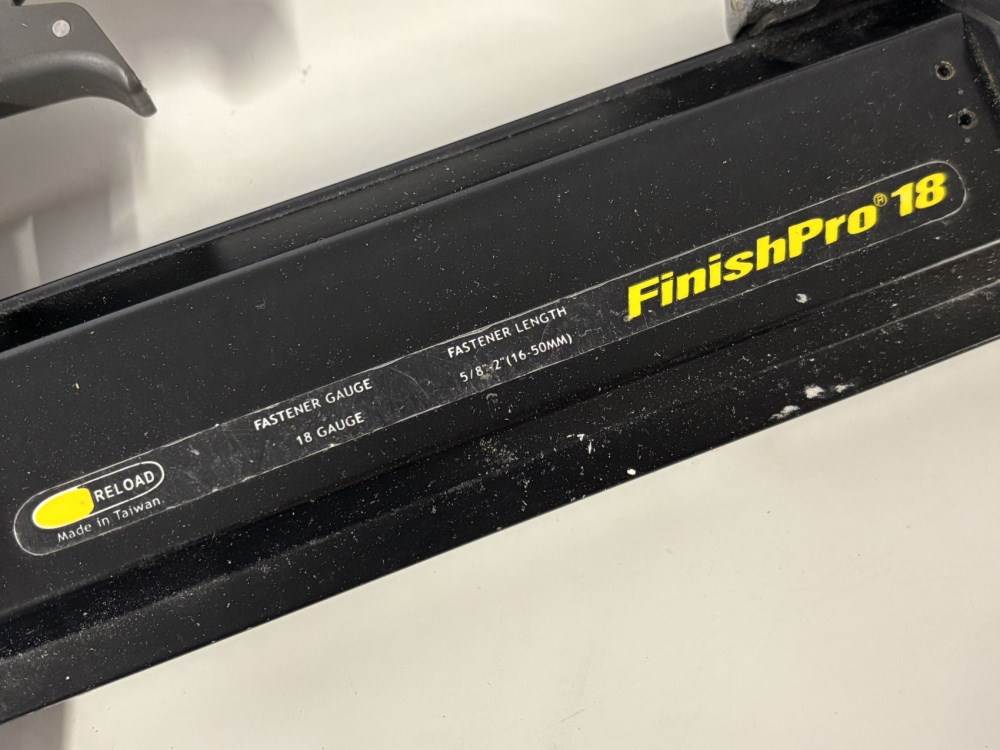 FinishPro® 18
FASTENER LENGTH
5/8"-2"(16-50MM)
FASTENER GAUGE
18 GAUGE
RELOAD
Made in Taiwan